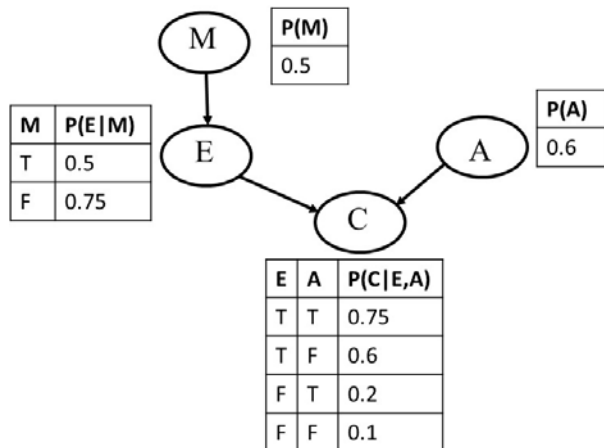 M
P(M)
0.5
M P(E|M)
T 0.5
F 0.75
E
A
P(A)
0.6
C
E A P(C|E,A)
T T 0.75
T F 0.6
F T 0.2
F F 0.1